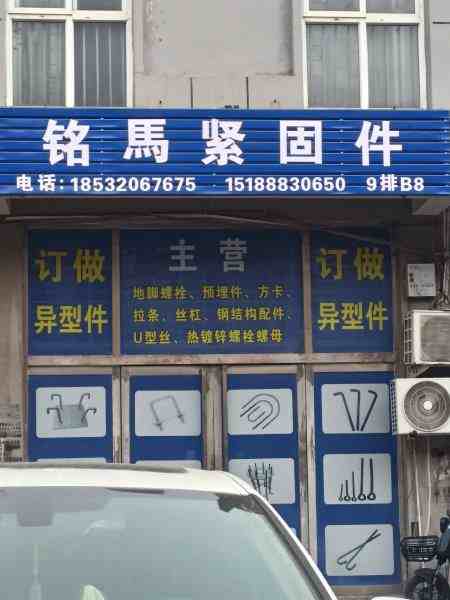 铭馬紧固件
电话:18532067675 15188830650 9排B8
订做
异型件
主营
地脚螺栓、预埋件、方卡、
拉条、丝杠、钢结构配件、
U型丝、热镀锌螺栓螺母
订做
异型件